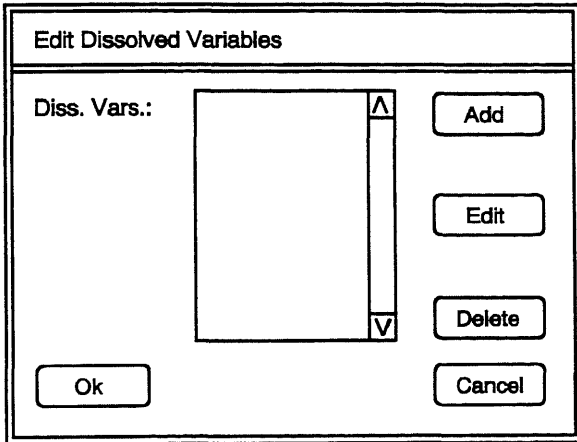 Edit Dissolved Variables
Diss. Vars.:
Add
Edit
Delete
Ok
Cancel